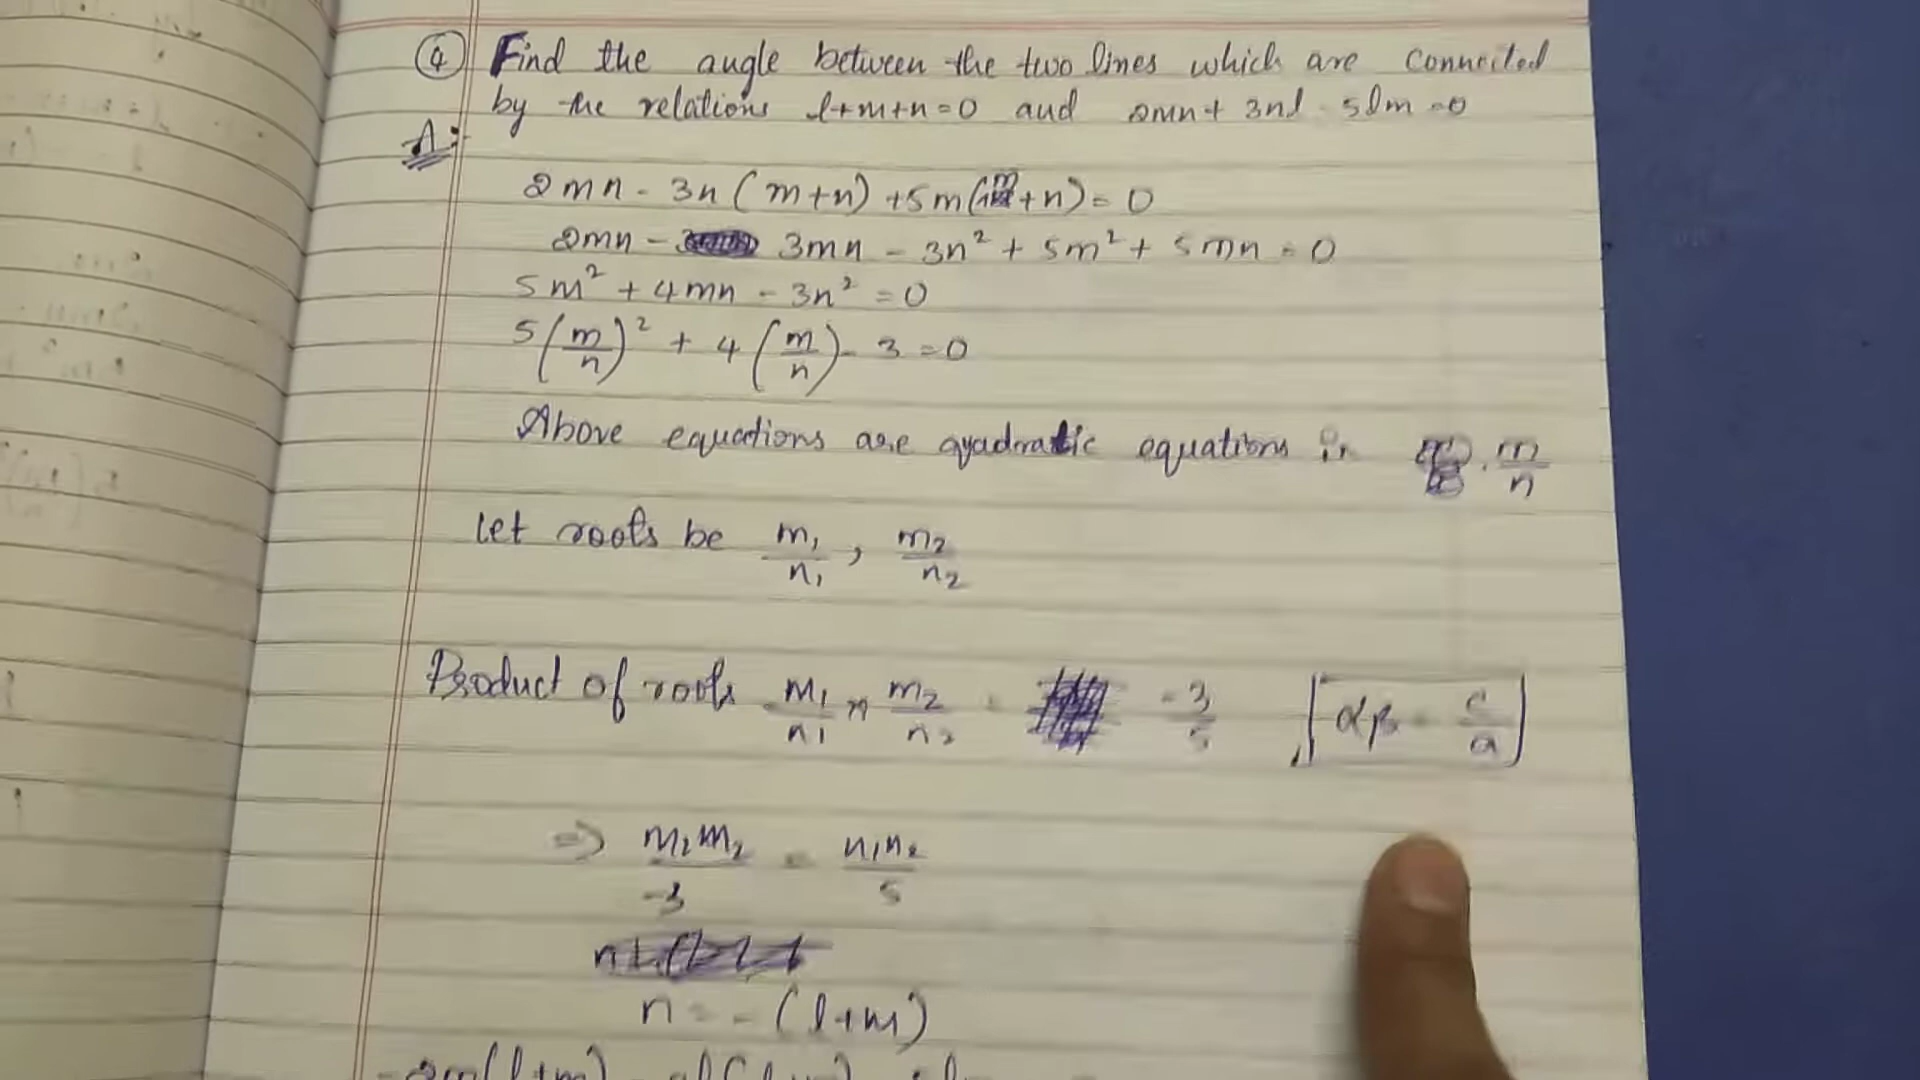 ④ Find the angle between the two lines which are connected
by the relations l+m+n=0 and 2mn+ 3nl - 5lm =0
A:
2mn - 3n (m+n) +5m(m+n)=0
2mn - 3mn - 3n² + 5m² + 5mn = 0
5m² + 4mn - 3n² = 0
5(m/n)² + 4(m/n) - 3 = 0
Above equations are quadratic equations in m/n
Let roots be m₁/n₁, m₂/n₂
Product of roots m₁/n₁ × m₂/n₂ = -3/5 [αβ = c/a]
⇒ m₁m₂/-3 = n₁n₂/5
n = -(l+m)